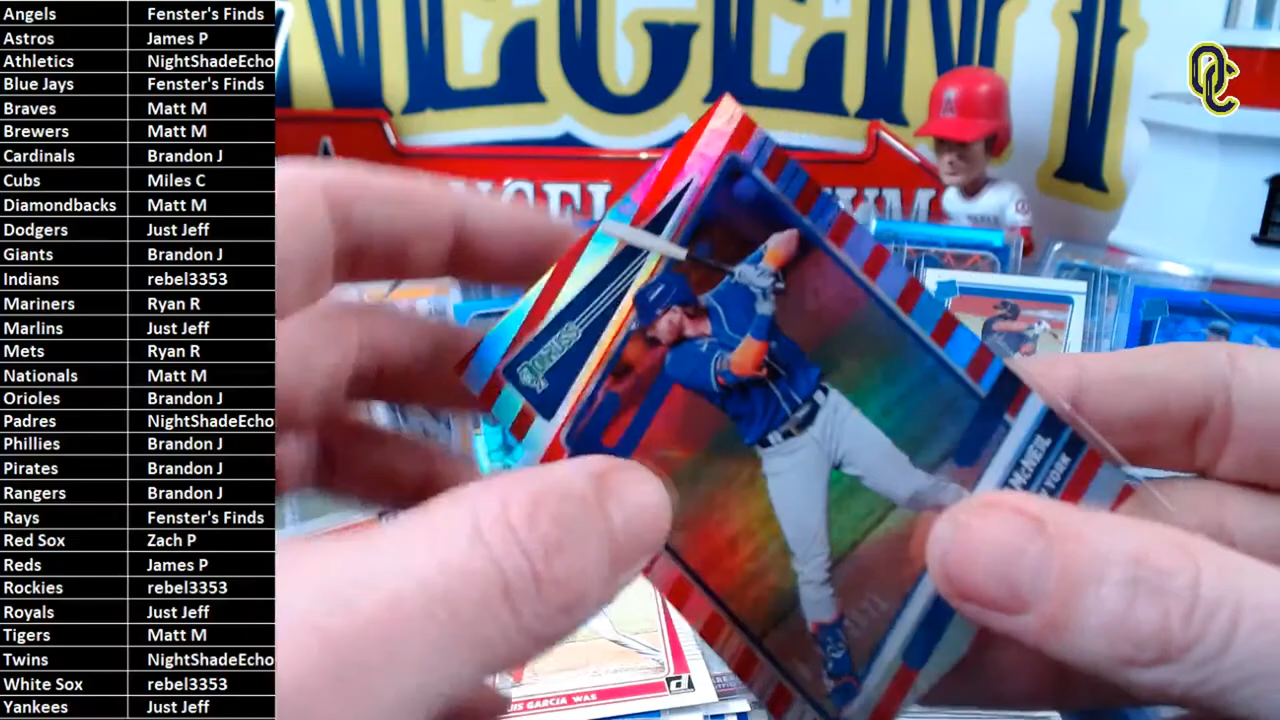 Angels Fenster's Finds
Astros James P
Athletics NightShadeEcho
Blue Jays Fenster's Finds
Braves Matt M
Brewers Matt M
Cardinals Brandon J
Cubs Miles C
Diamondbacks Matt M
Dodgers Just Jeff
Giants Brandon J
Indians rebel3353
Mariners Ryan R
Marlins Just Jeff
Mets Ryan R
Nationals Matt M
Orioles Brandon J
Padres NightShadeEcho
Phillies Brandon J
Pirates Brandon J
Rangers Brandon J
Rays Fenster's Finds
Red Sox Zach P
Reds James P
Rockies rebel3353
Royals Just Jeff
Tigers Matt M
Twins NightShadeEcho
White Sox rebel3353
Yankees Just Jeff
OC
McNEIL
YORK
GARCIA WAS